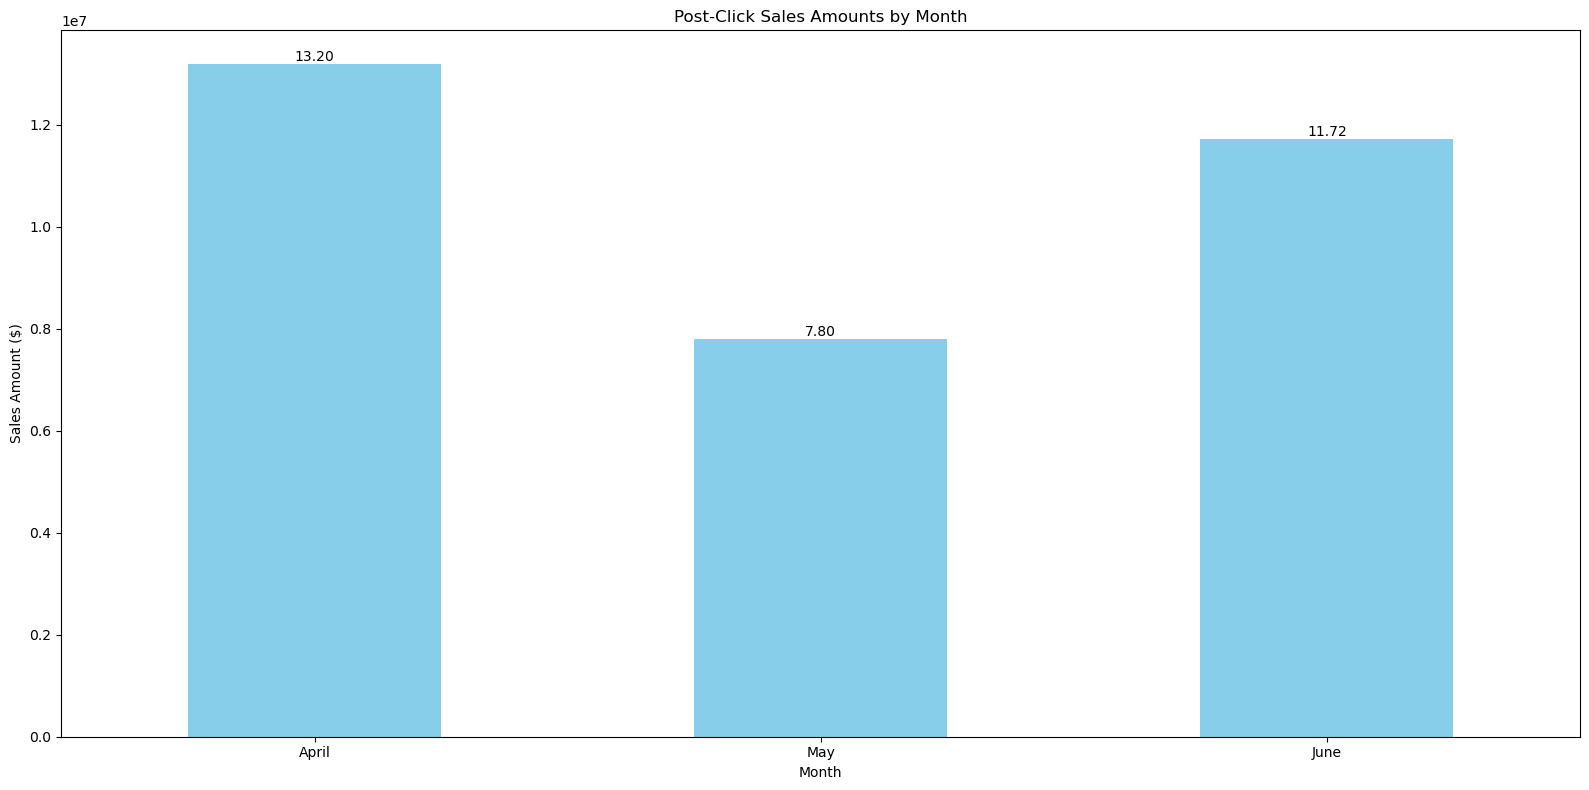 Post-Click Sales Amounts by Month
1e7
13.20
7.80
11.72
1.2
1.0
0.8
0.6
0.4
0.2
0.0
Sales Amount ($)
April
May
June
Month